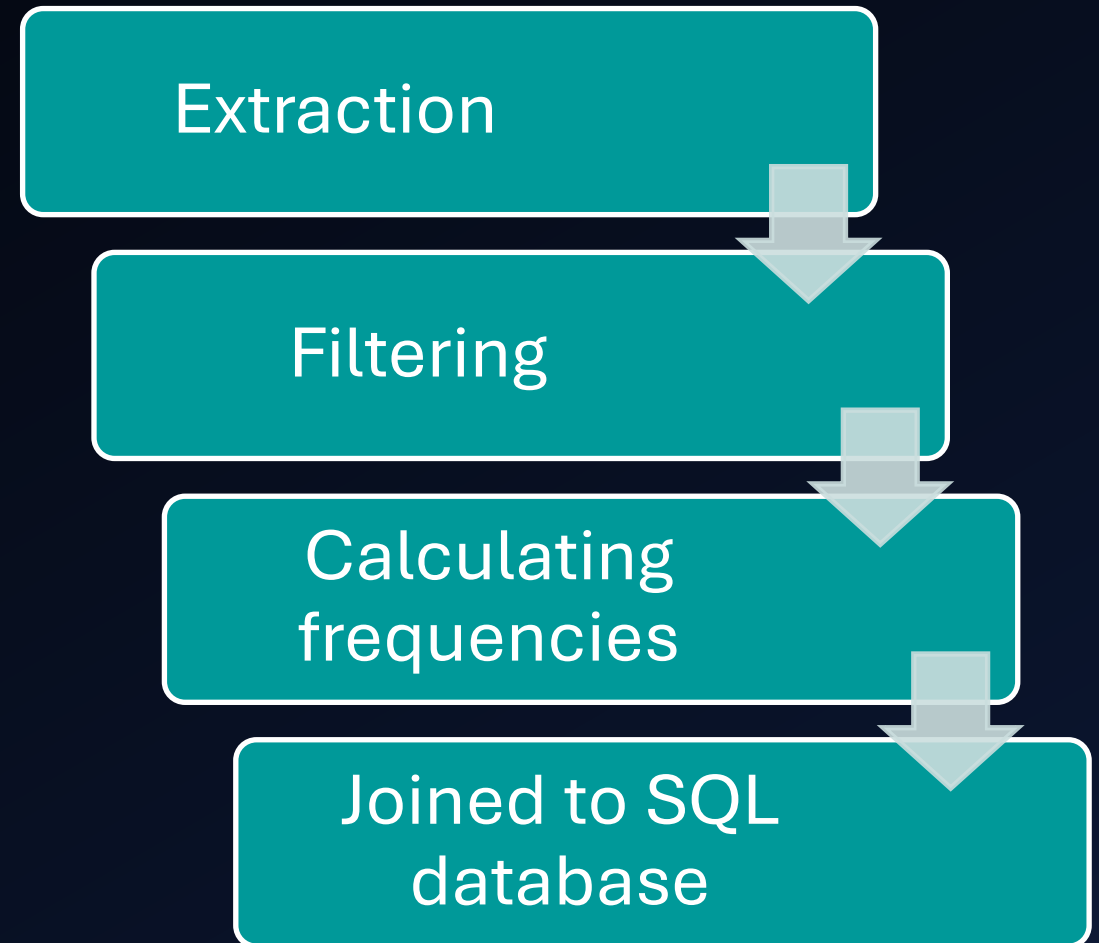 Extraction
Filtering
Calculating
frequencies
Joined to SQL
database